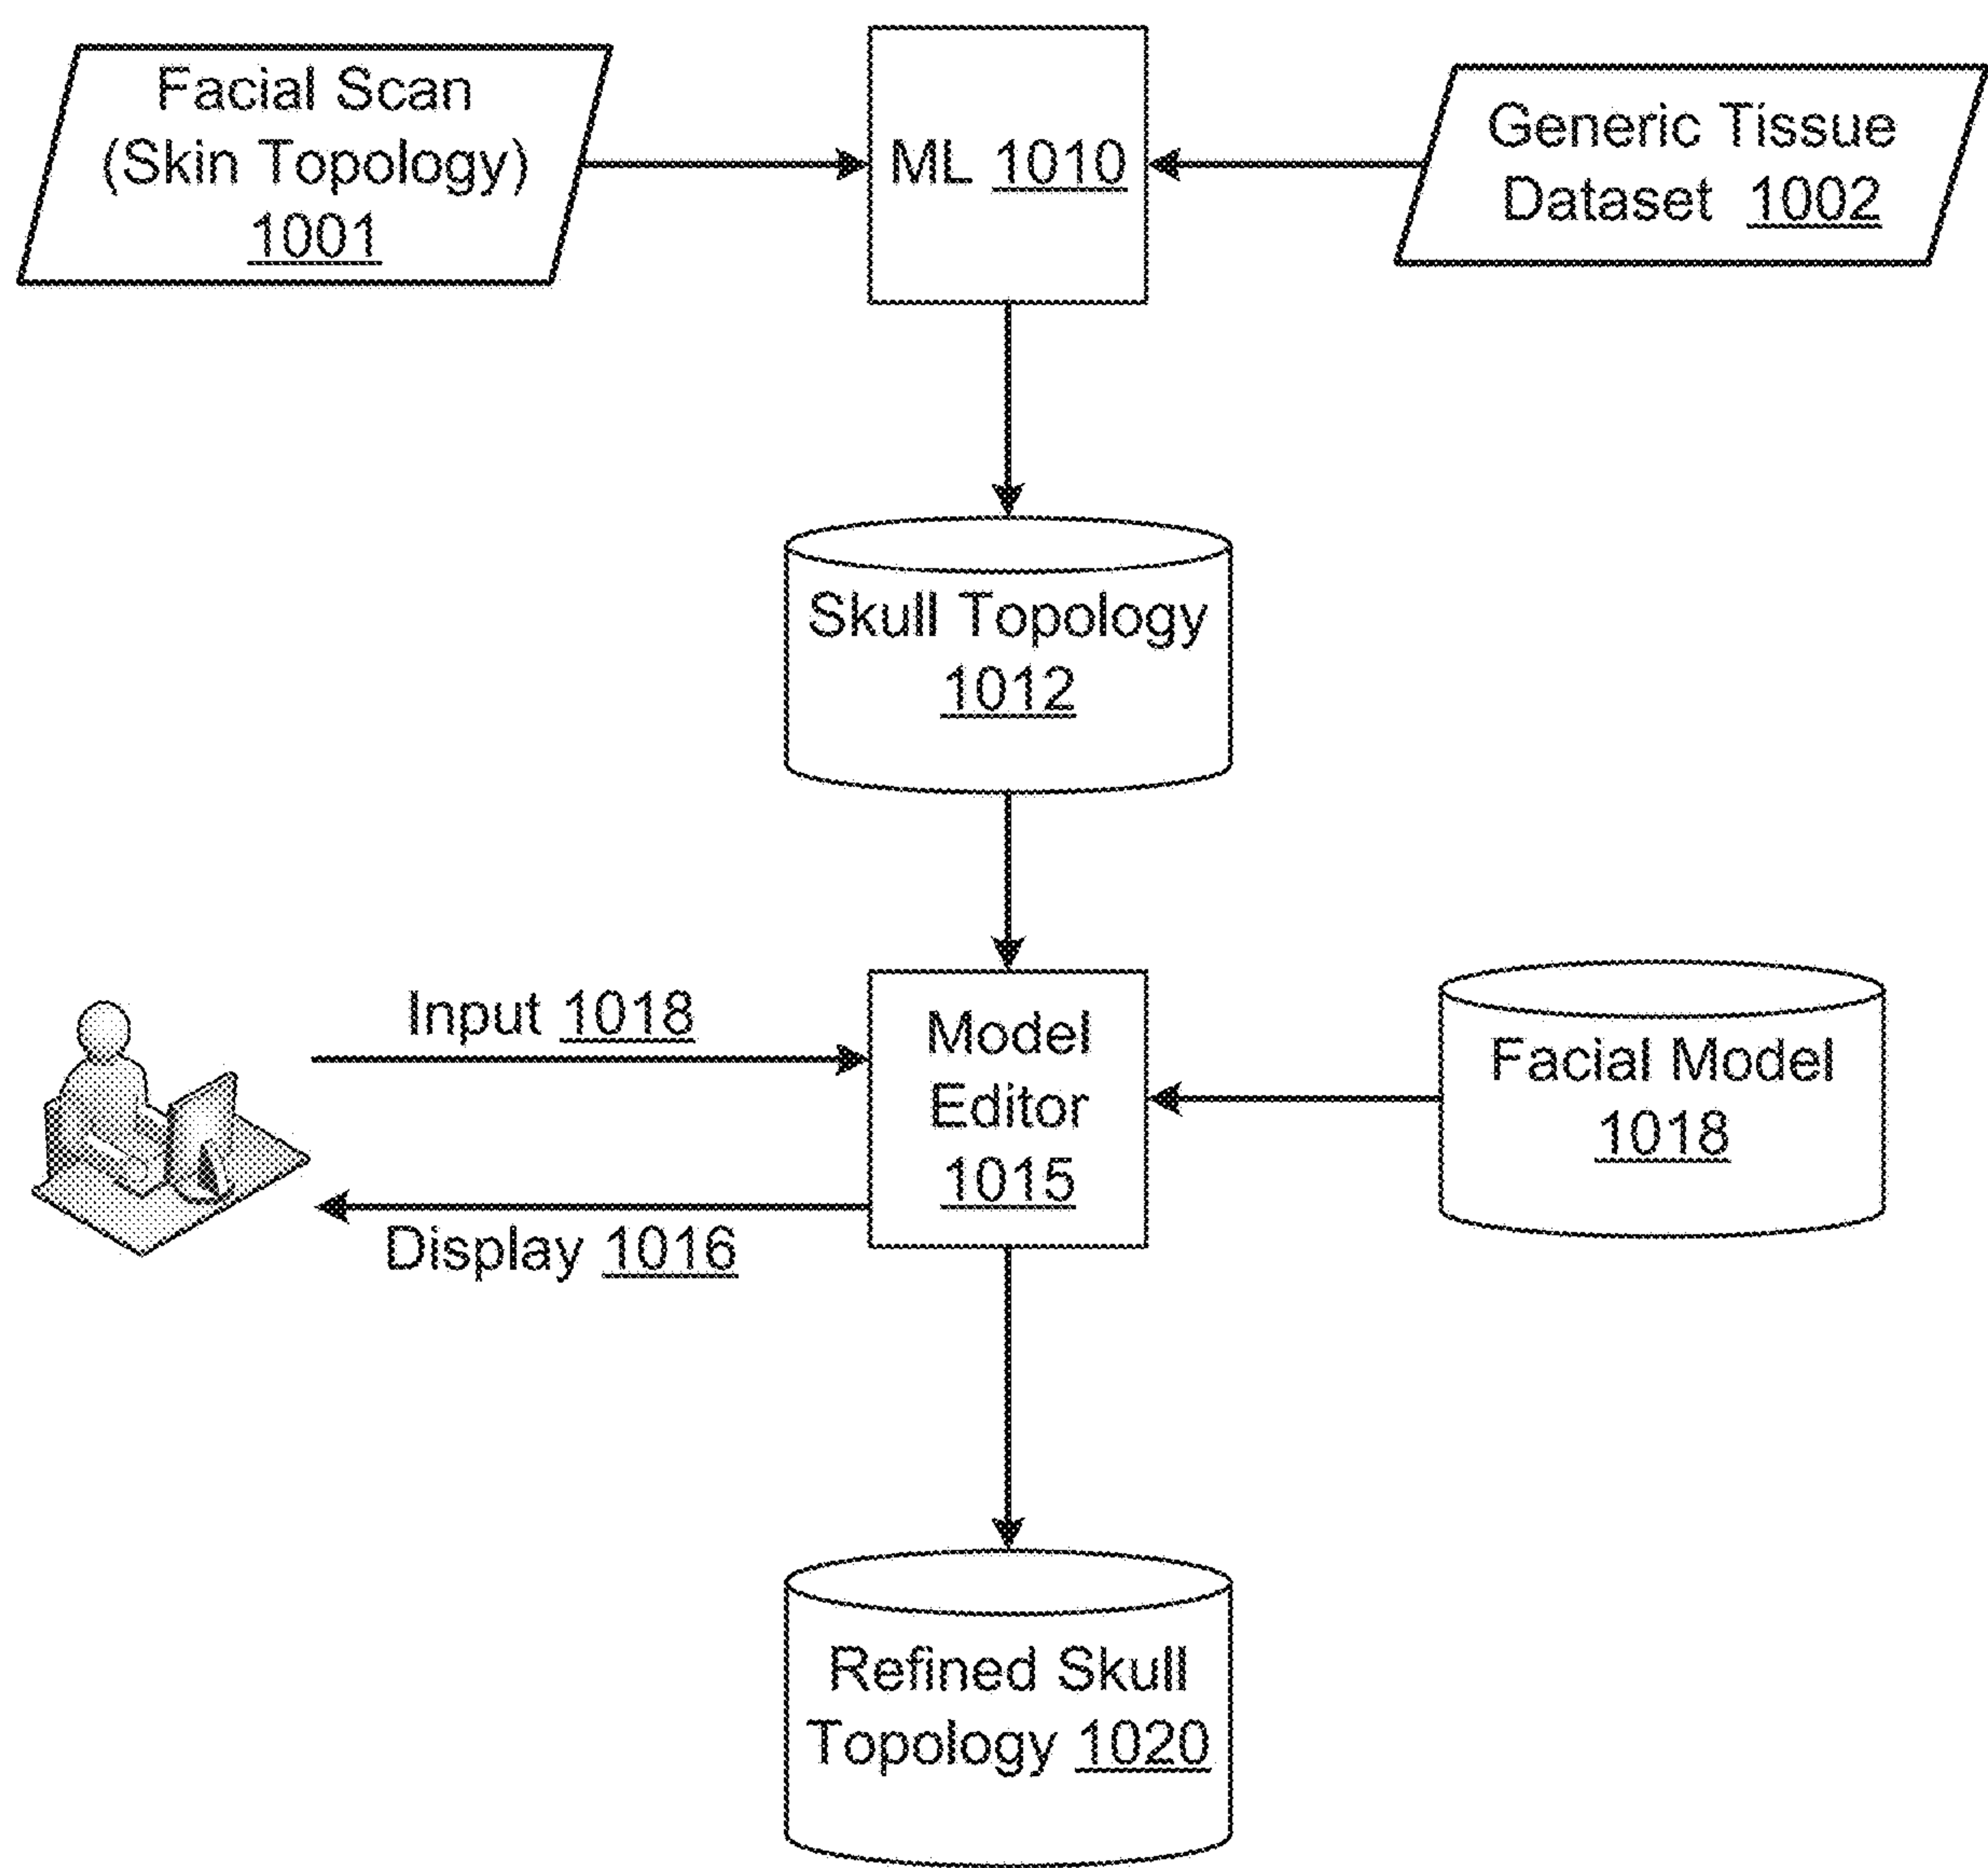 Facial Scan
(Skin Topology)
1001
ML 1010
Generic Tissue
Dataset 1002
Skull Topology
1012
Input 1018
Model
Editor
1015
Facial Model
1018
Display 1016
Refined Skull
Topology 1020